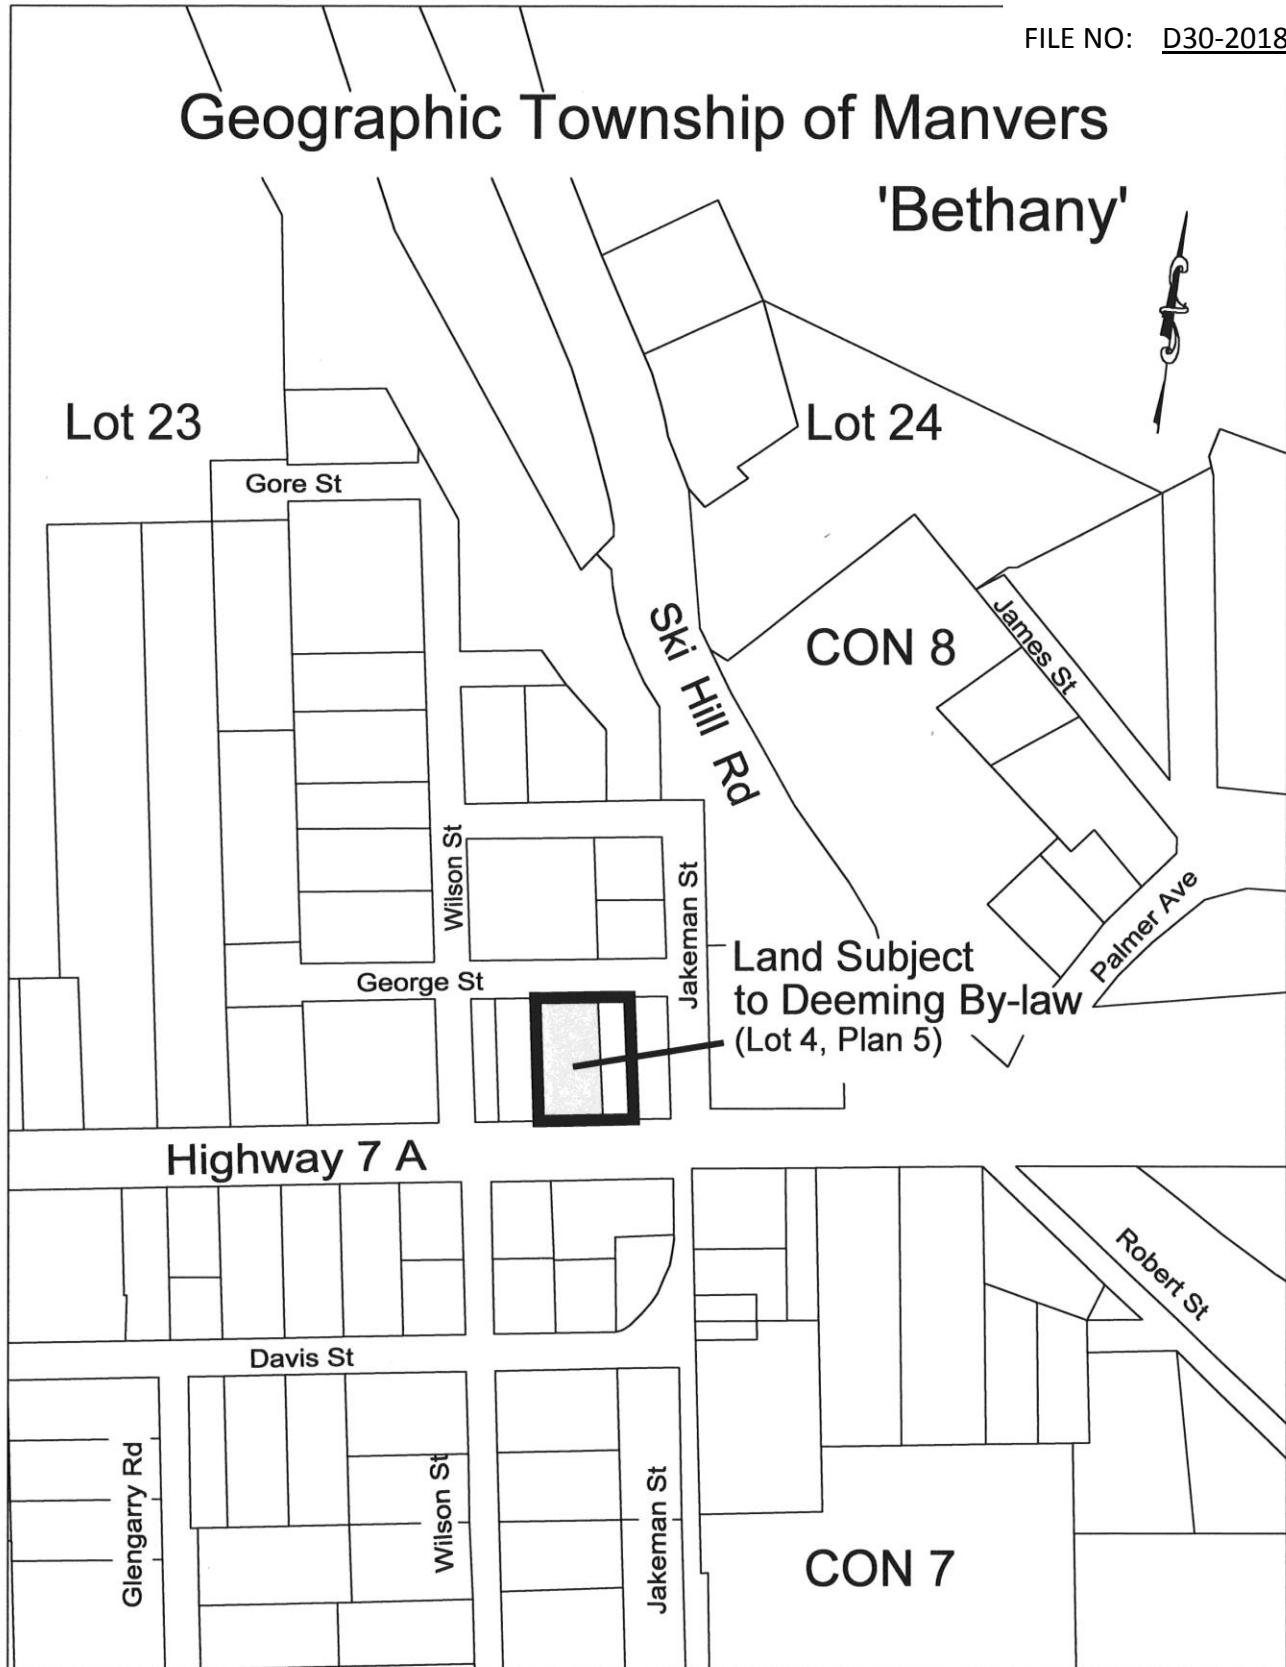 FILE NO: D30-2018
Geographic Township of Manvers
'Bethany'
Lot 23
Lot 24
Gore St
Ski Hill Rd
CON 8
James St
Wilson St
Jakeman St
Palmer Ave
George St
Land Subject
to Deeming By-law
(Lot 4, Plan 5)
Highway 7 A
Robert St
Davis St
Glengarry Rd
Wilson St
Jakeman St
CON 7